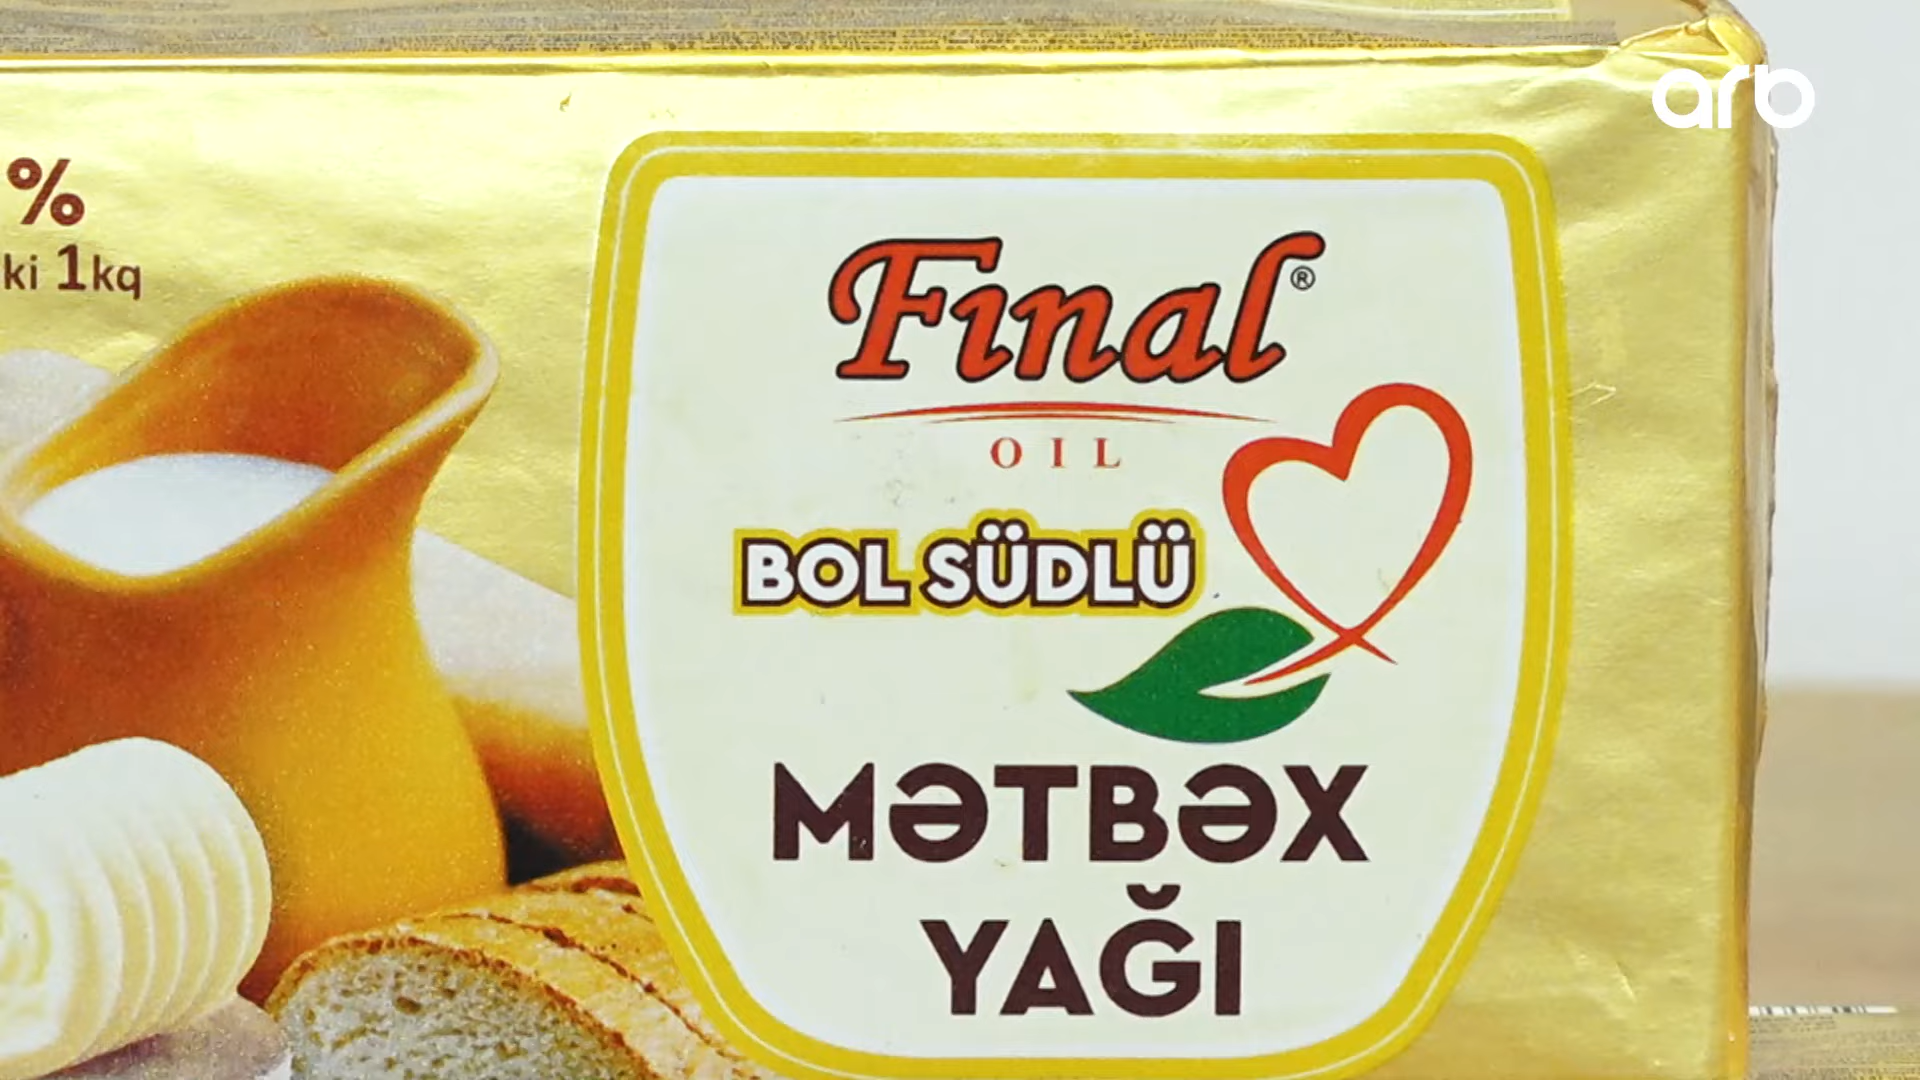 arb
%
ki 1kq
Final®
OIL
BOL SÜDLÜ
MƏTBƏX
YAĞI